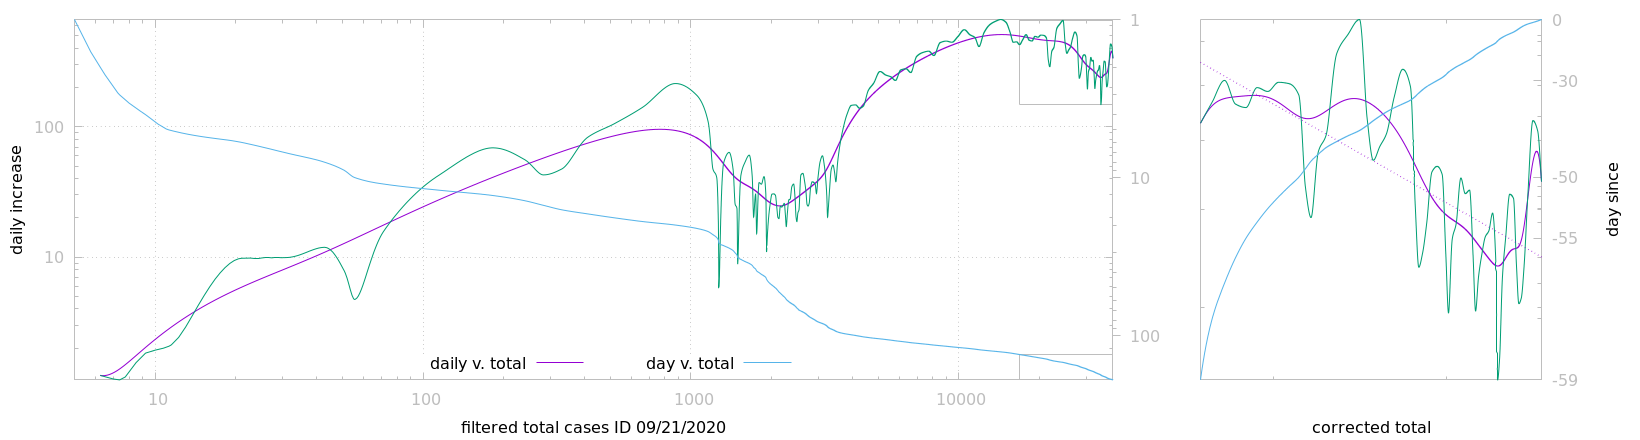 daily increase
100
10
1
10
100
daily v. total
day v. total
10
100
1000
10000
filtered total cases ID 09/21/2020
0
-30
-50
-55
-59
day since
corrected total